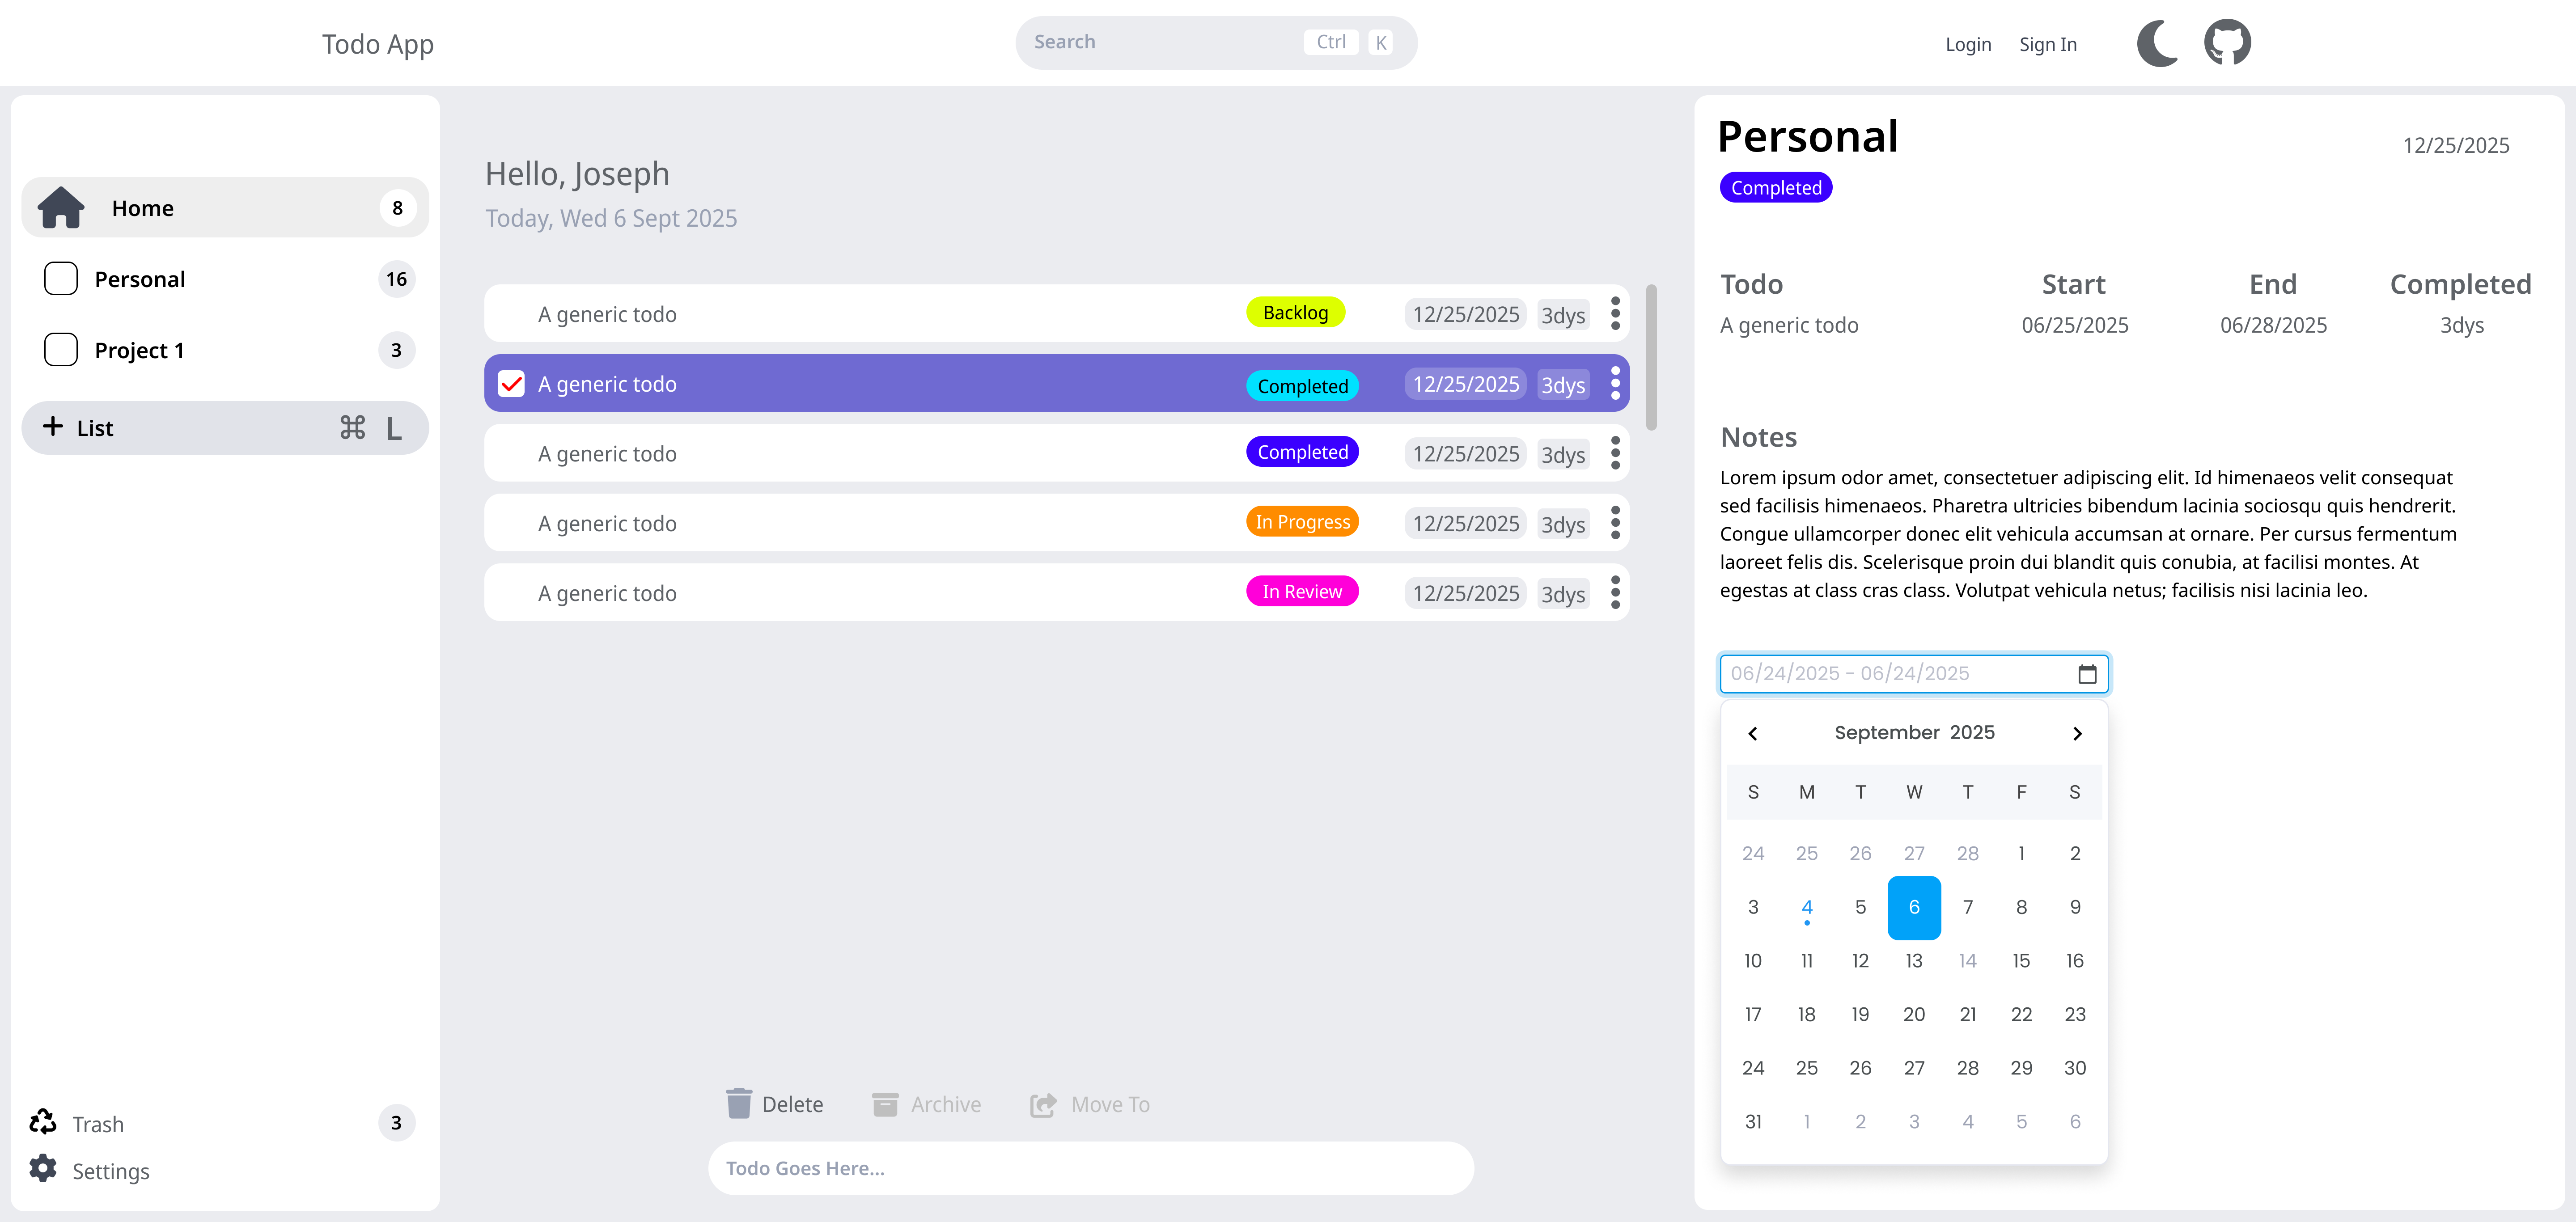 Todo App
Search Ctrl K
Login Sign In
Home 8
Personal 16
Project 1 3
List ⌘ L
Trash 3
Settings
Hello, Joseph
Today, Wed 6 Sept 2025
A generic todo Backlog 12/25/2025 3dys
A generic todo Completed 12/25/2025 3dys
A generic todo Completed 12/25/2025 3dys
A generic todo In Progress 12/25/2025 3dys
A generic todo In Review 12/25/2025 3dys
Delete Archive Move To
Todo Goes Here...
Personal 12/25/2025
Completed
Todo Start End Completed
A generic todo 06/25/2025 06/28/2025 3dys
Notes
Lorem ipsum odor amet, consectetuer adipiscing elit. Id himenaeos velit consequat
sed facilisis himenaeos. Pharetra ultricies bibendum lacinia sociosqu quis hendrerit.
Congue ullamcorper donec elit vehicula accumsan at ornare. Per cursus fermentum
laoreet felis dis. Scelerisque proin dui blandit quis conubia, at facilisi montes. At
egestas at class cras class. Volutpat vehicula netus; facilisis nisi lacinia leo.
06/24/2025 - 06/24/2025
September 2025
S M T W T F S
24 25 26 27 28 1 2
3 4 5 6 7 8 9
10 11 12 13 14 15 16
17 18 19 20 21 22 23
24 25 26 27 28 29 30
31 1 2 3 4 5 6